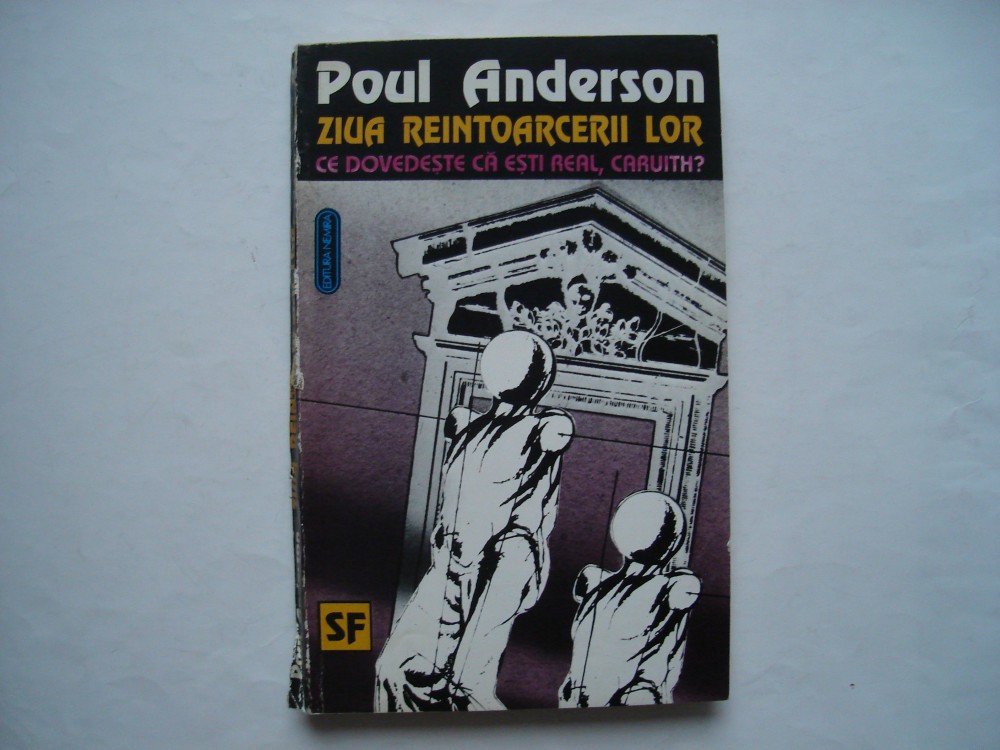 Poul Anderson
ZIUA REINTOARCERII LOR
CE DOVEDEȘTE CĂ EȘTI REAL, CARUITH?
EDITURA NEMIRA
SF